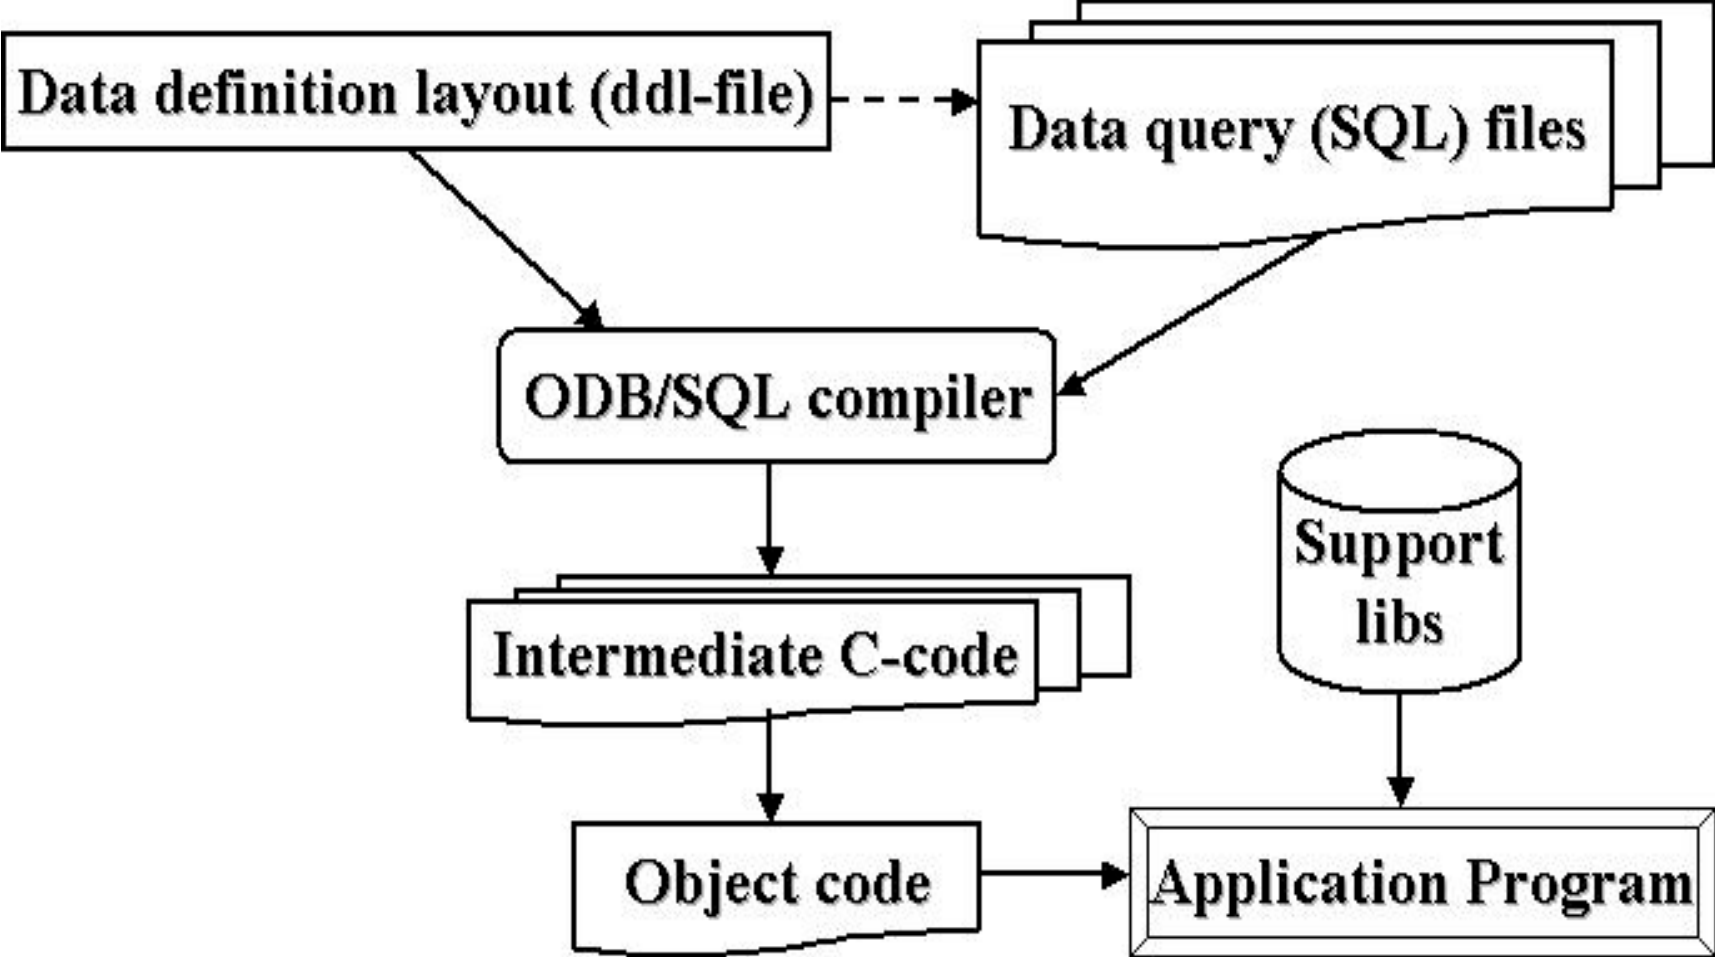 Data definition layout (ddl-file)
Data query (SQL) files
ODB/SQL compiler
Support
libs
Intermediate C-code
Object code
Application Program